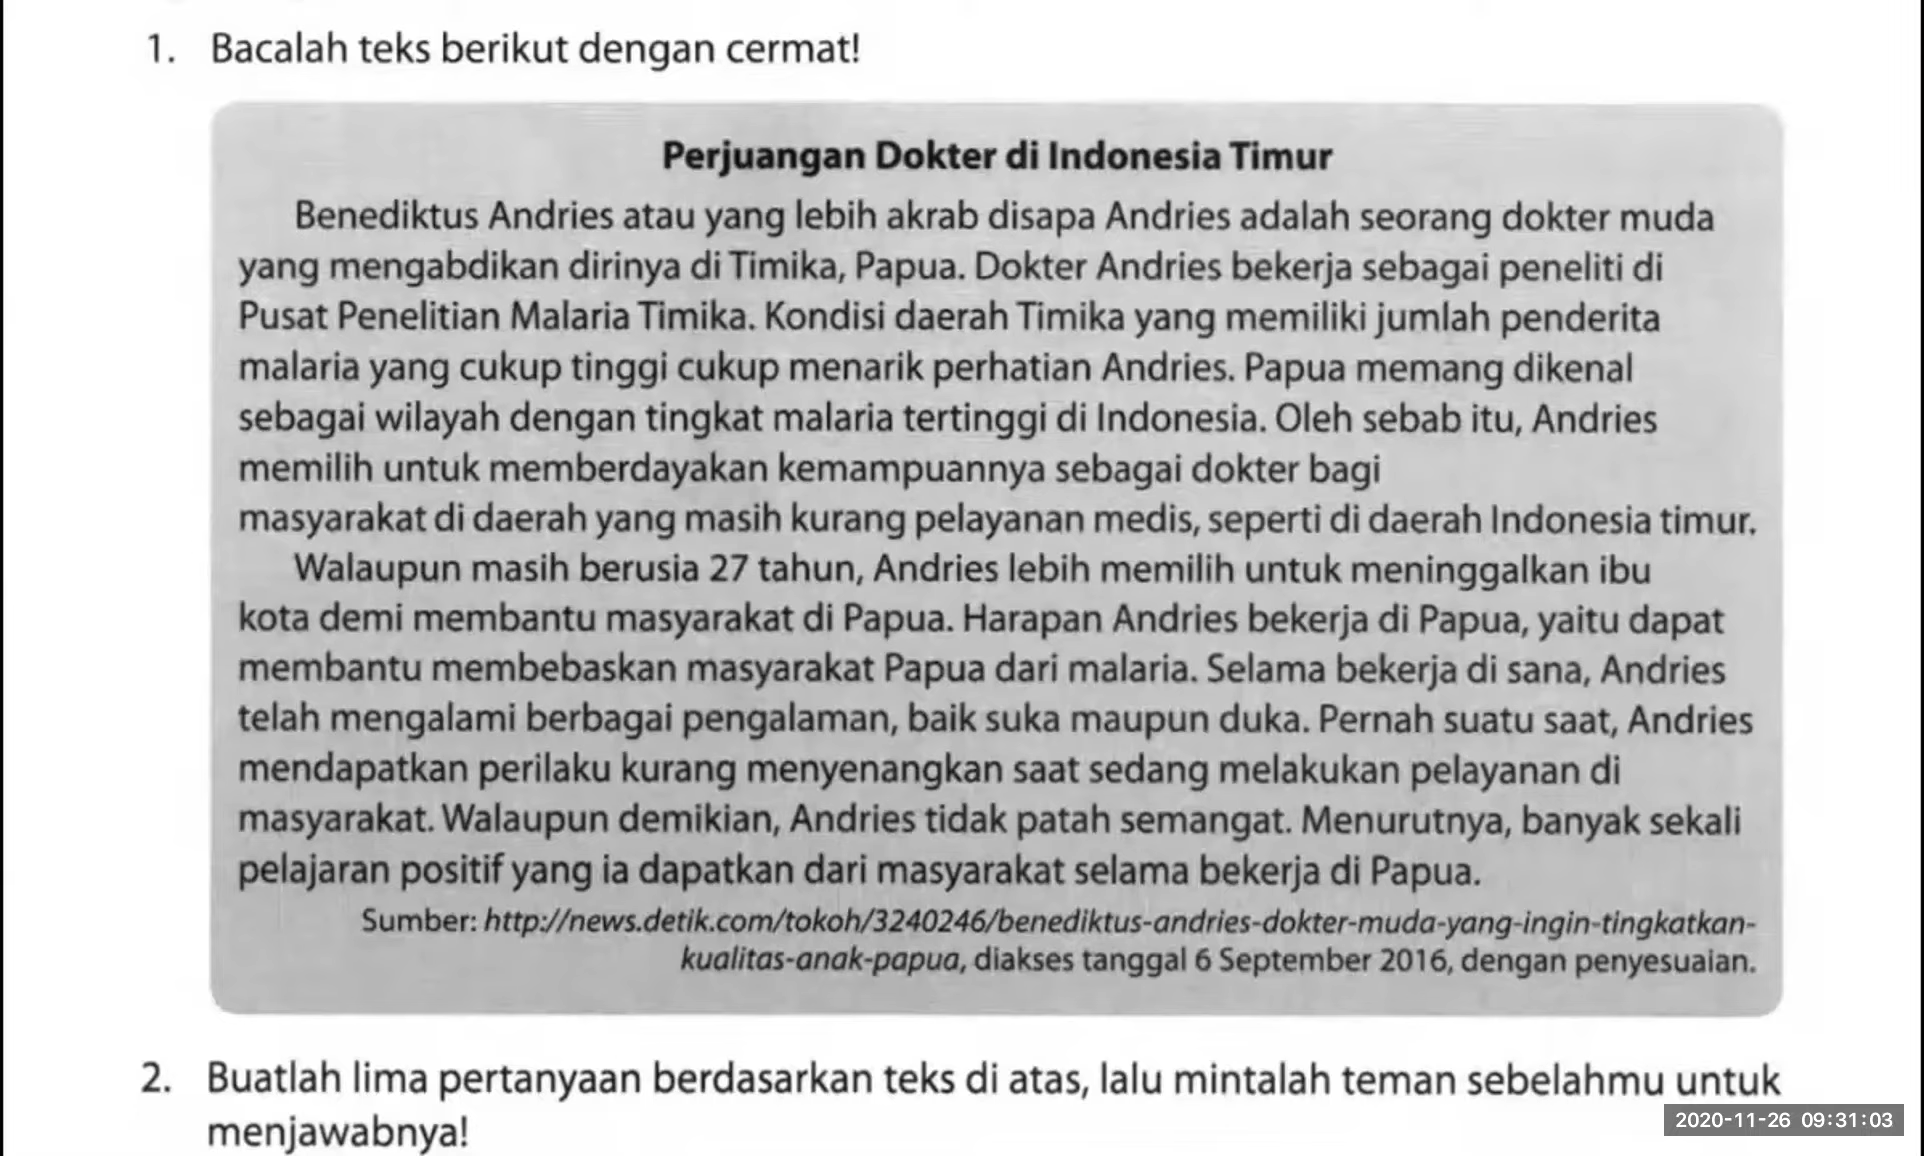 1. Bacalah teks berikut dengan cermat!
Perjuangan Dokter di Indonesia Timur
Benediktus Andries atau yang lebih akrab disapa Andries adalah seorang dokter muda
yang mengabdikan dirinya di Timika, Papua. Dokter Andries bekerja sebagai peneliti di
Pusat Penelitian Malaria Timika. Kondisi daerah Timika yang memiliki jumlah penderita
malaria yang cukup tinggi cukup menarik perhatian Andries. Papua memang dikenal
sebagai wilayah dengan tingkat malaria tertinggi di Indonesia. Oleh sebab itu, Andries
memilih untuk memberdayakan kemampuannya sebagai dokter bagi
masyarakat di daerah yang masih kurang pelayanan medis, seperti di daerah Indonesia timur.
Walaupun masih berusia 27 tahun, Andries lebih memilih untuk meninggalkan ibu
kota demi membantu masyarakat di Papua. Harapan Andries bekerja di Papua, yaitu dapat
membantu membebaskan masyarakat Papua dari malaria. Selama bekerja di sana, Andries
telah mengalami berbagai pengalaman, baik suka maupun duka. Pernah suatu saat, Andries
mendapatkan perilaku kurang menyenangkan saat sedang melakukan pelayanan di
masyarakat. Walaupun demikian, Andries tidak patah semangat. Menurutnya, banyak sekali
pelajaran positif yang ia dapatkan dari masyarakat selama bekerja di Papua.
Sumber: http://news.detik.com/tokoh/3240246/benediktus-andries-dokter-muda-yang-ingin-tingkatkan-
kualitas-anak-papua, diakses tanggal 6 September 2016, dengan penyesuaian.
2. Buatlah lima pertanyaan berdasarkan teks di atas, lalu mintalah teman sebelahmu untuk
menjawabnya!
2020-11-26 09:31:03